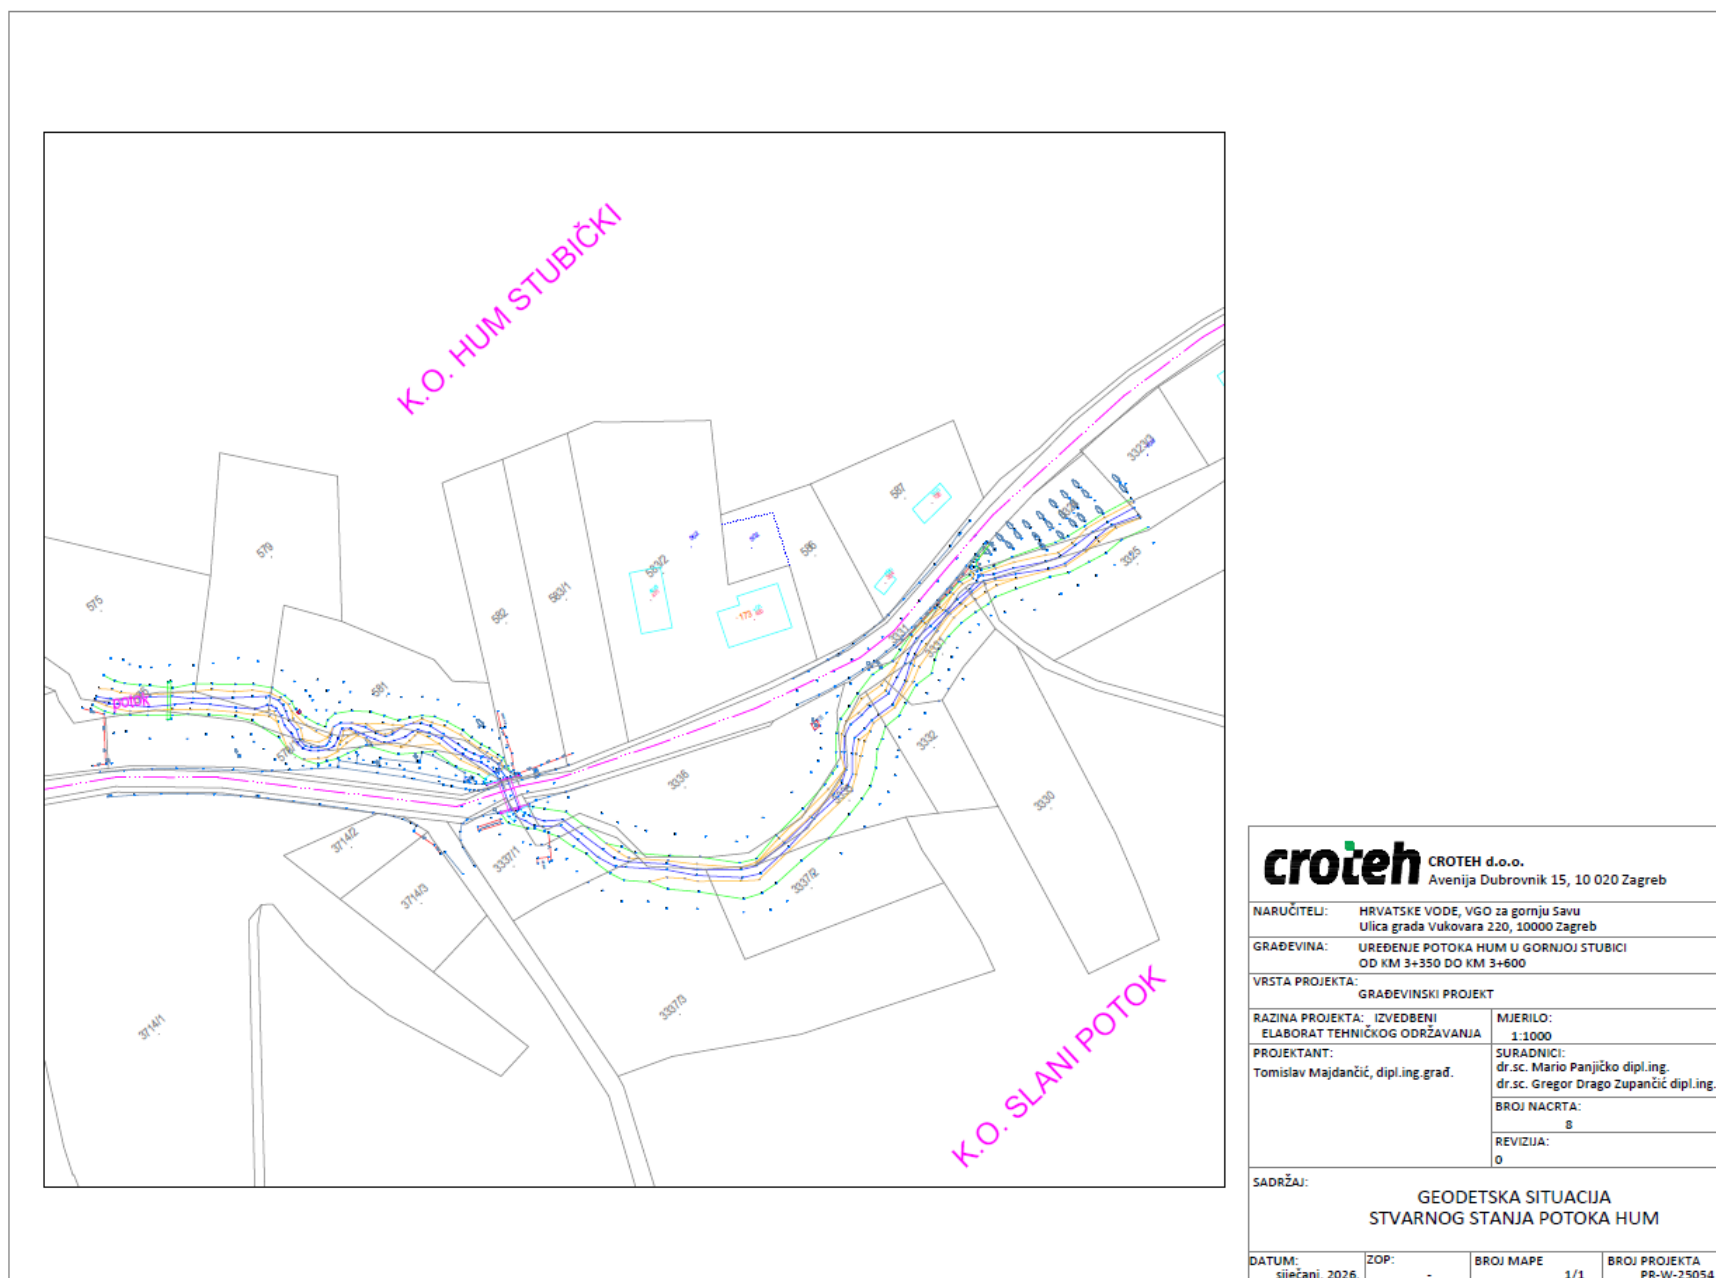 K.O. HUM STUBIČKI
587
3323/3
586
3325
579
583/2
583/1
582
575
173
3331
3331
581
potok
3332
3336
3330
3714/2
3337/1
3337/2
3714/3
3337/3
3714/1
K.O. SLANI POTOK
croteh CROTEH d.o.o.
Avenija Dubrovnik 15, 10 020 Zagreb
NARUČITELJ: HRVATSKE VODE, VGO za gornju Savu
Ulica grada Vukovara 220, 10000 Zagreb
GRAĐEVINA: UREĐENJE POTOKA HUM U GORNJOJ STUBICI
OD KM 3+350 DO KM 3+600
VRSTA PROJEKTA:
GRAĐEVINSKI PROJEKT
RAZINA PROJEKTA: IZVEDBENI
ELABORAT TEHNIČKOG ODRŽAVANJA
MJERILO:
1:1000
PROJEKTANT:
Tomislav Majdančić, dipl.ing.građ.
SURADNICI:
dr.sc. Mario Panjičko dipl.ing.
dr.sc. Gregor Drago Zupančić dipl.ing.
BROJ NACRTA:
8
REVIZIJA:
0
SADRŽAJ:
GEODETSKA SITUACIJA
STVARNOG STANJA POTOKA HUM
DATUM:
siječanj, 2026.
ZOP:
-
BROJ MAPE
1/1
BROJ PROJEKTA
PR-W-25054